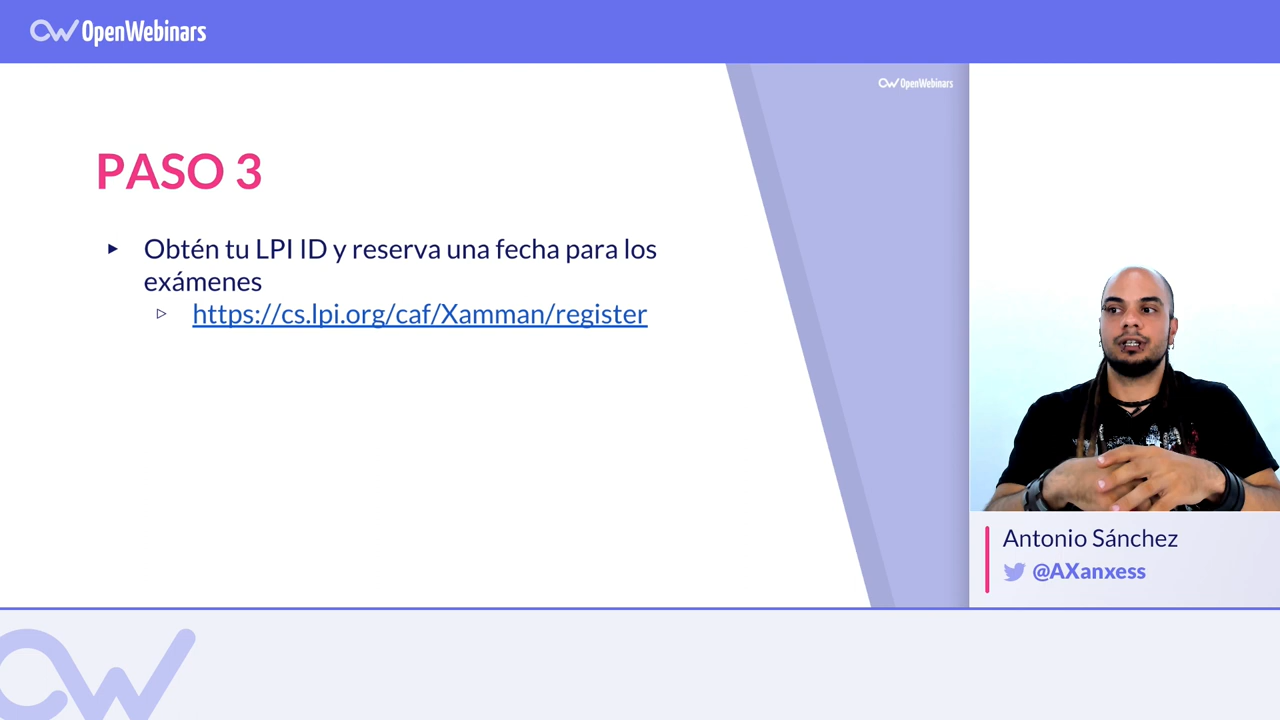 OpenWebinars
OpenWebinars
PASO 3
Obtén tu LPI ID y reserva una fecha para los
exámenes
https://cs.lpi.org/caf/Xamman/register
Antonio Sánchez
@AXanxess